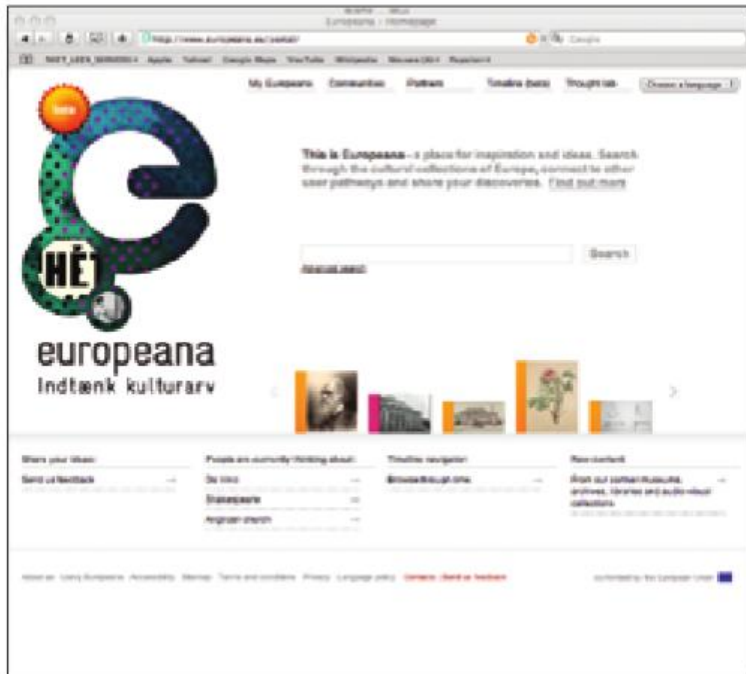 Europeana - Homepage
http://www.europeana.eu/portal/
Google
Apple Yahoo! Google Maps YouTube Wikipedia
My Europeana Communities Partners Timeline (beta) Thought lab Choose a language
beta
This is Europeana - a place for inspiration and ideas. Search
through the cultural collections of Europe, connect to other
user pathways and share your discoveries. Find out more
Search
Advanced search
HÉ
europeana
Indtænk kulturarv
Share your ideas
Send us feedback
People are currently thinking about
Da Vinci
Shakespeare
Anglican church
Timeline navigator
Browse through time
New content
From our partner museums,
archives, libraries and audio-visual
collections
About us Using Europeana Accessibility Sitemap Terms and conditions Privacy Language policy Contacts Send us feedback
co-funded by the European Union